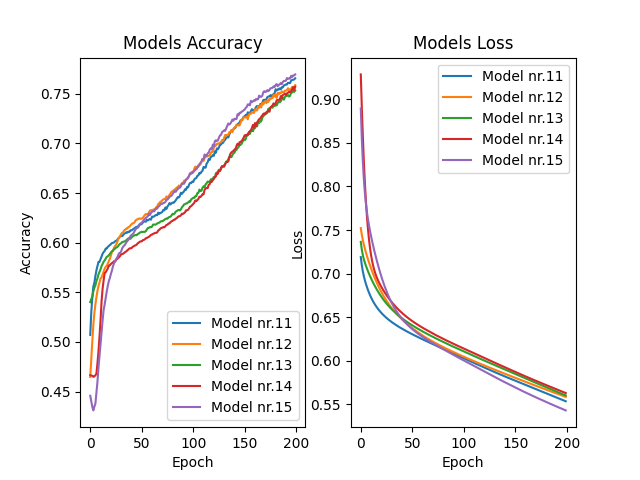 Models Accuracy
Accuracy
0.75
0.70
0.65
0.60
0.55
0.50
0.45
Model nr.11
Model nr.12
Model nr.13
Model nr.14
Model nr.15
0 50 100 150 200
Epoch
Models Loss
Loss
0.90
0.85
0.80
0.75
0.70
0.65
0.60
0.55
Model nr.11
Model nr.12
Model nr.13
Model nr.14
Model nr.15
0 50 100 150 200
Epoch